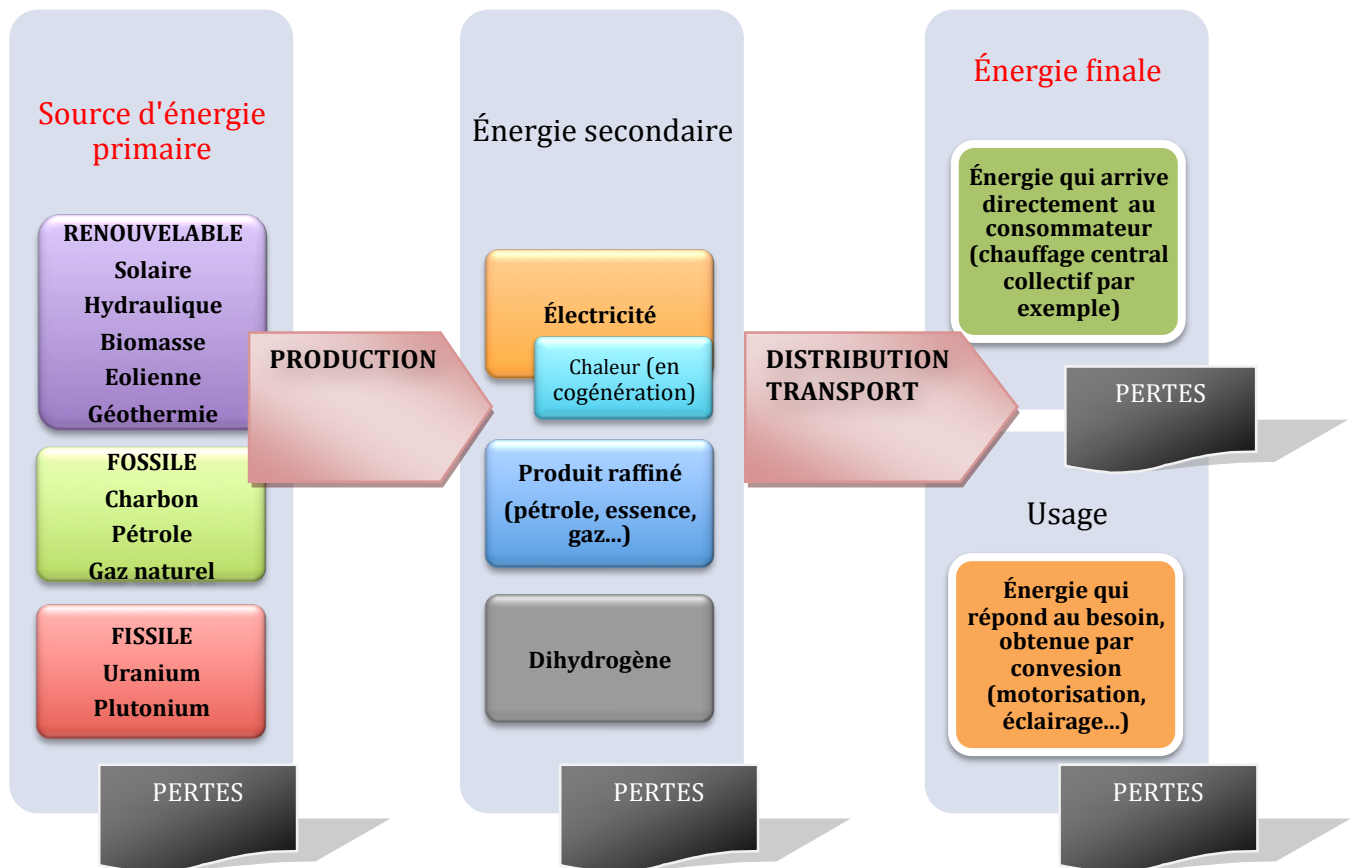 Source d'énergie
primaire
RENOUVELABLE
Solaire
Hydraulique
Biomasse
Eolienne
Géothermie
FOSSILE
Charbon
Pétrole
Gaz naturel
FISSILE
Uranium
Plutonium
PERTES
PRODUCTION
Énergie secondaire
Électricité
Chaleur (en
cogénération)
Produit raffiné
(pétrole, essence,
gaz...)
Dihydrogène
PERTES
DISTRIBUTION
TRANSPORT
Énergie finale
Énergie qui arrive
directement au
consommateur
(chauffage central
collectif par
exemple)
PERTES
Usage
Énergie qui
répond au besoin,
obtenue par
convesion
(motorisation,
éclairage...)
PERTES